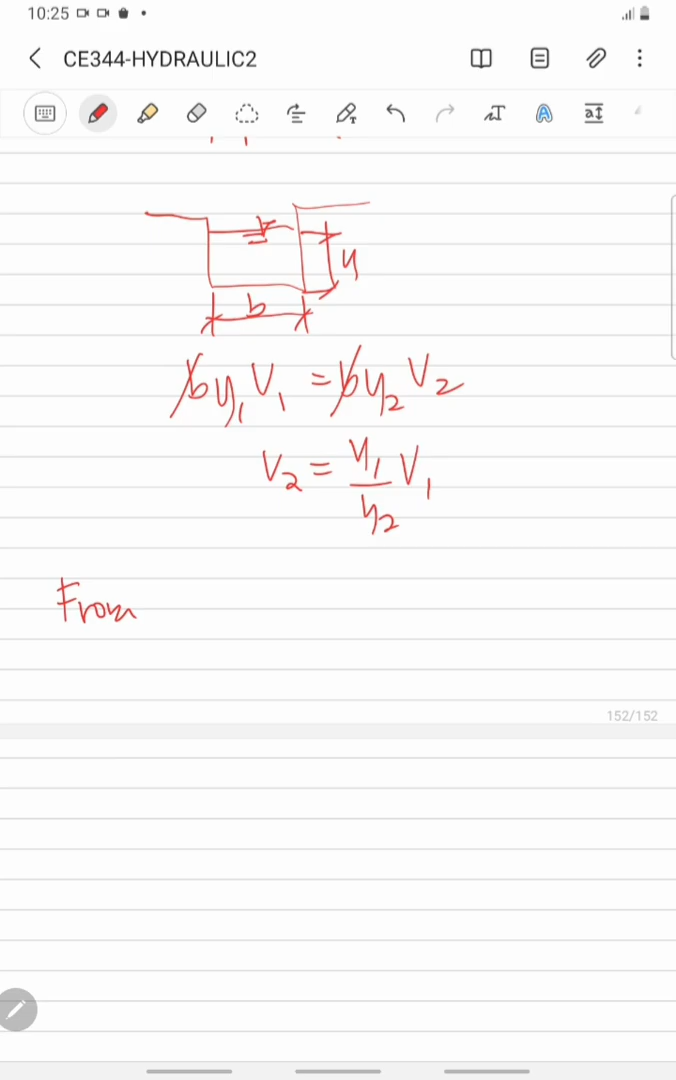 10:25
CE344-HYDRAULIC2
y
b
by₁V₁ = by₂V₂
V₂ = y₁/y₂ V₁
From
152/152